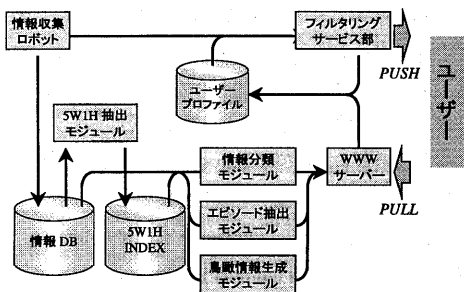 情報収集
ロボット
フィルタリング
サービス部
PUSH
ユーザー
ユーザー
プロファイル
5W1H 抽出
モジュール
情報分類
モジュール
WWW
サーバー
PULL
エピソード抽出
モジュール
情報 DB
5W1H
INDEX
鳥瞰情報生成
モジュール